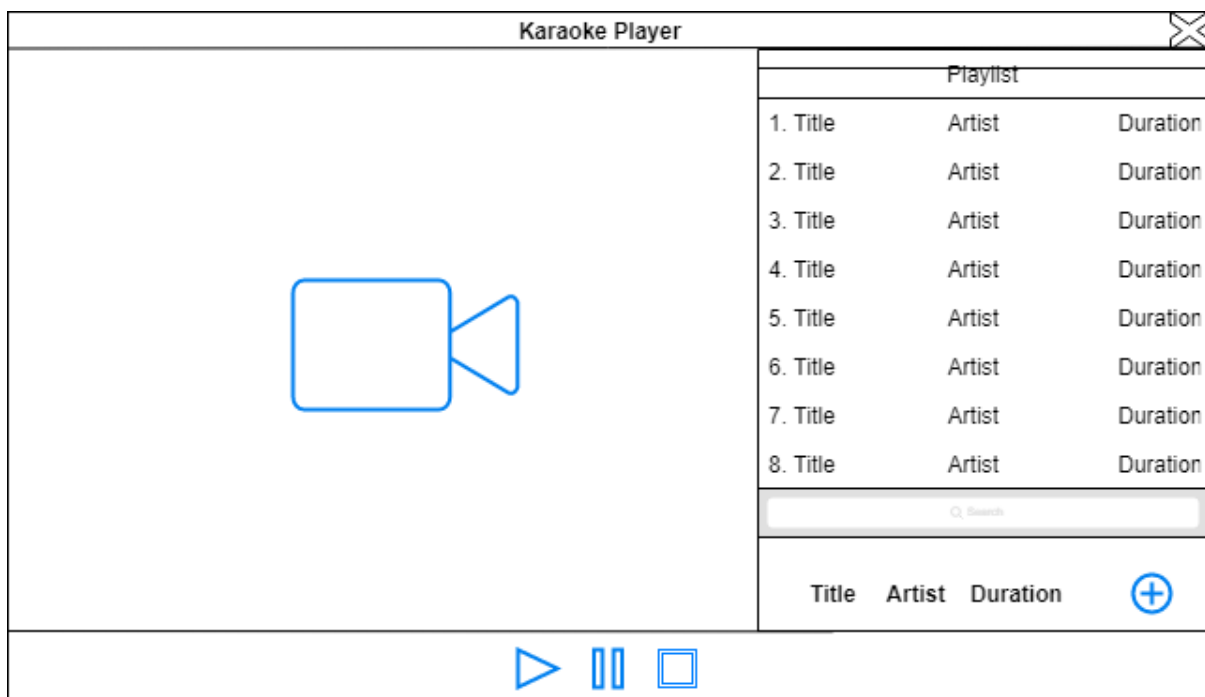 Karaoke Player
Playlist
1. Title Artist Duration
2. Title Artist Duration
3. Title Artist Duration
4. Title Artist Duration
5. Title Artist Duration
6. Title Artist Duration
7. Title Artist Duration
8. Title Artist Duration
Search
Title Artist Duration